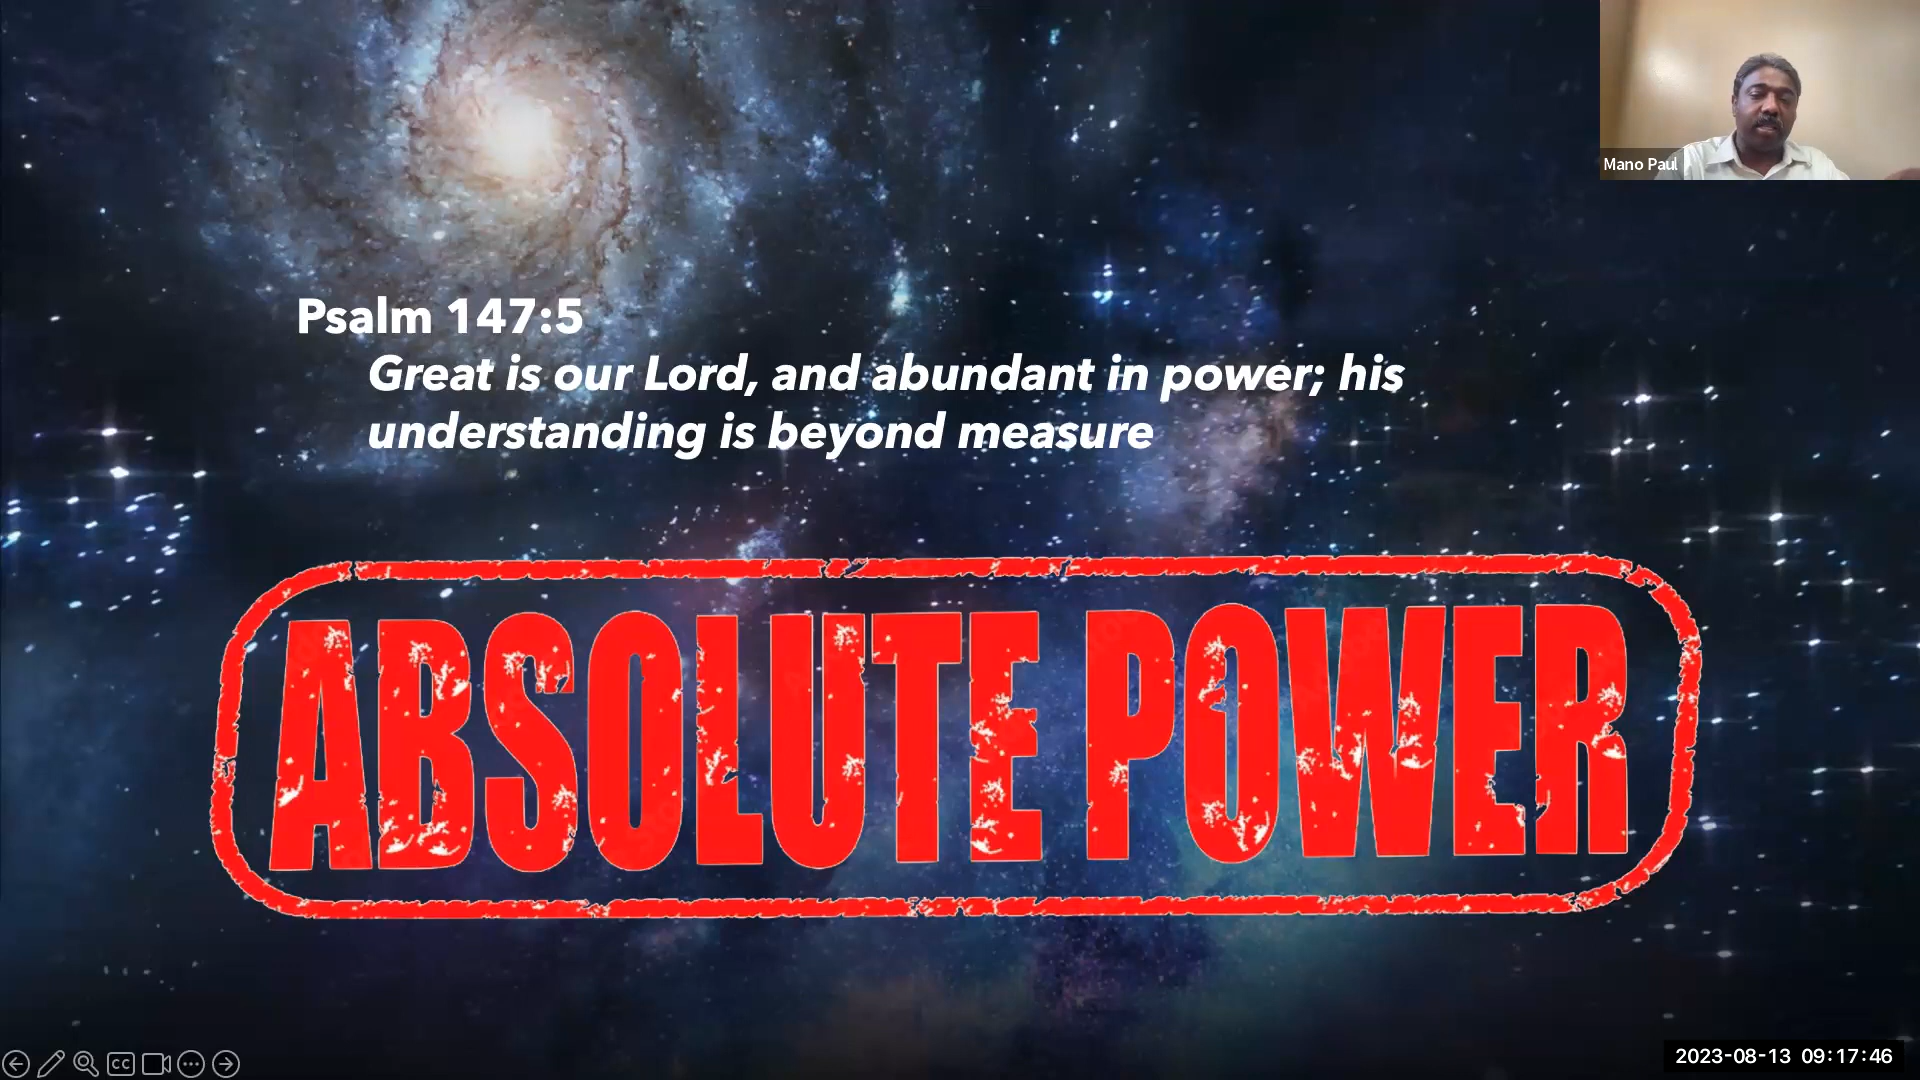 Mano Paul
Psalm 147:5
Great is our Lord, and abundant in power; his
understanding is beyond measure
ABSOLUTE POWER
CC
2023-08-13 09:17:46